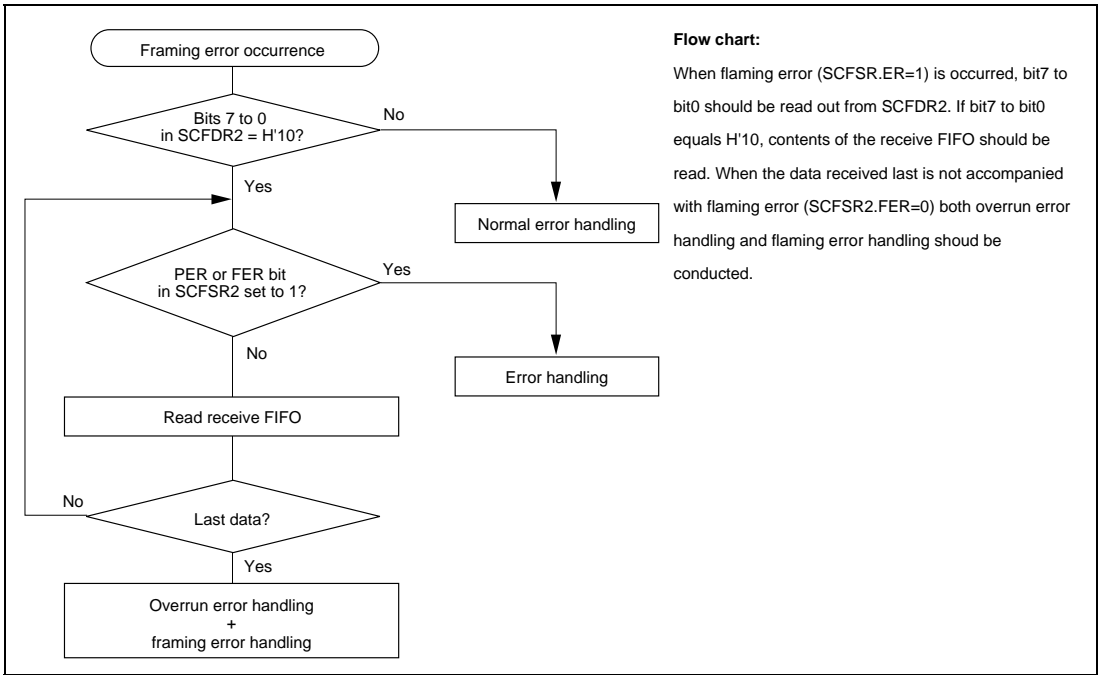 Framing error occurrence
Bits 7 to 0
in SCFDR2 = H'10?
No
Yes
Normal error handling
PER or FER bit
in SCFSR2 set to 1?
Yes
No
Error handling
Read receive FIFO
No
Last data?
Yes
Overrun error handling
+
framing error handling
Flow chart:
When flaming error (SCFSR.ER=1) is occurred, bit7 to
bit0 should be read out from SCFDR2. If bit7 to bit0
equals H'10, contents of the receive FIFO should be
read. When the data received last is not accompanied
with flaming error (SCFSR2.FER=0) both overrun error
handling and flaming error handling shoud be
conducted.